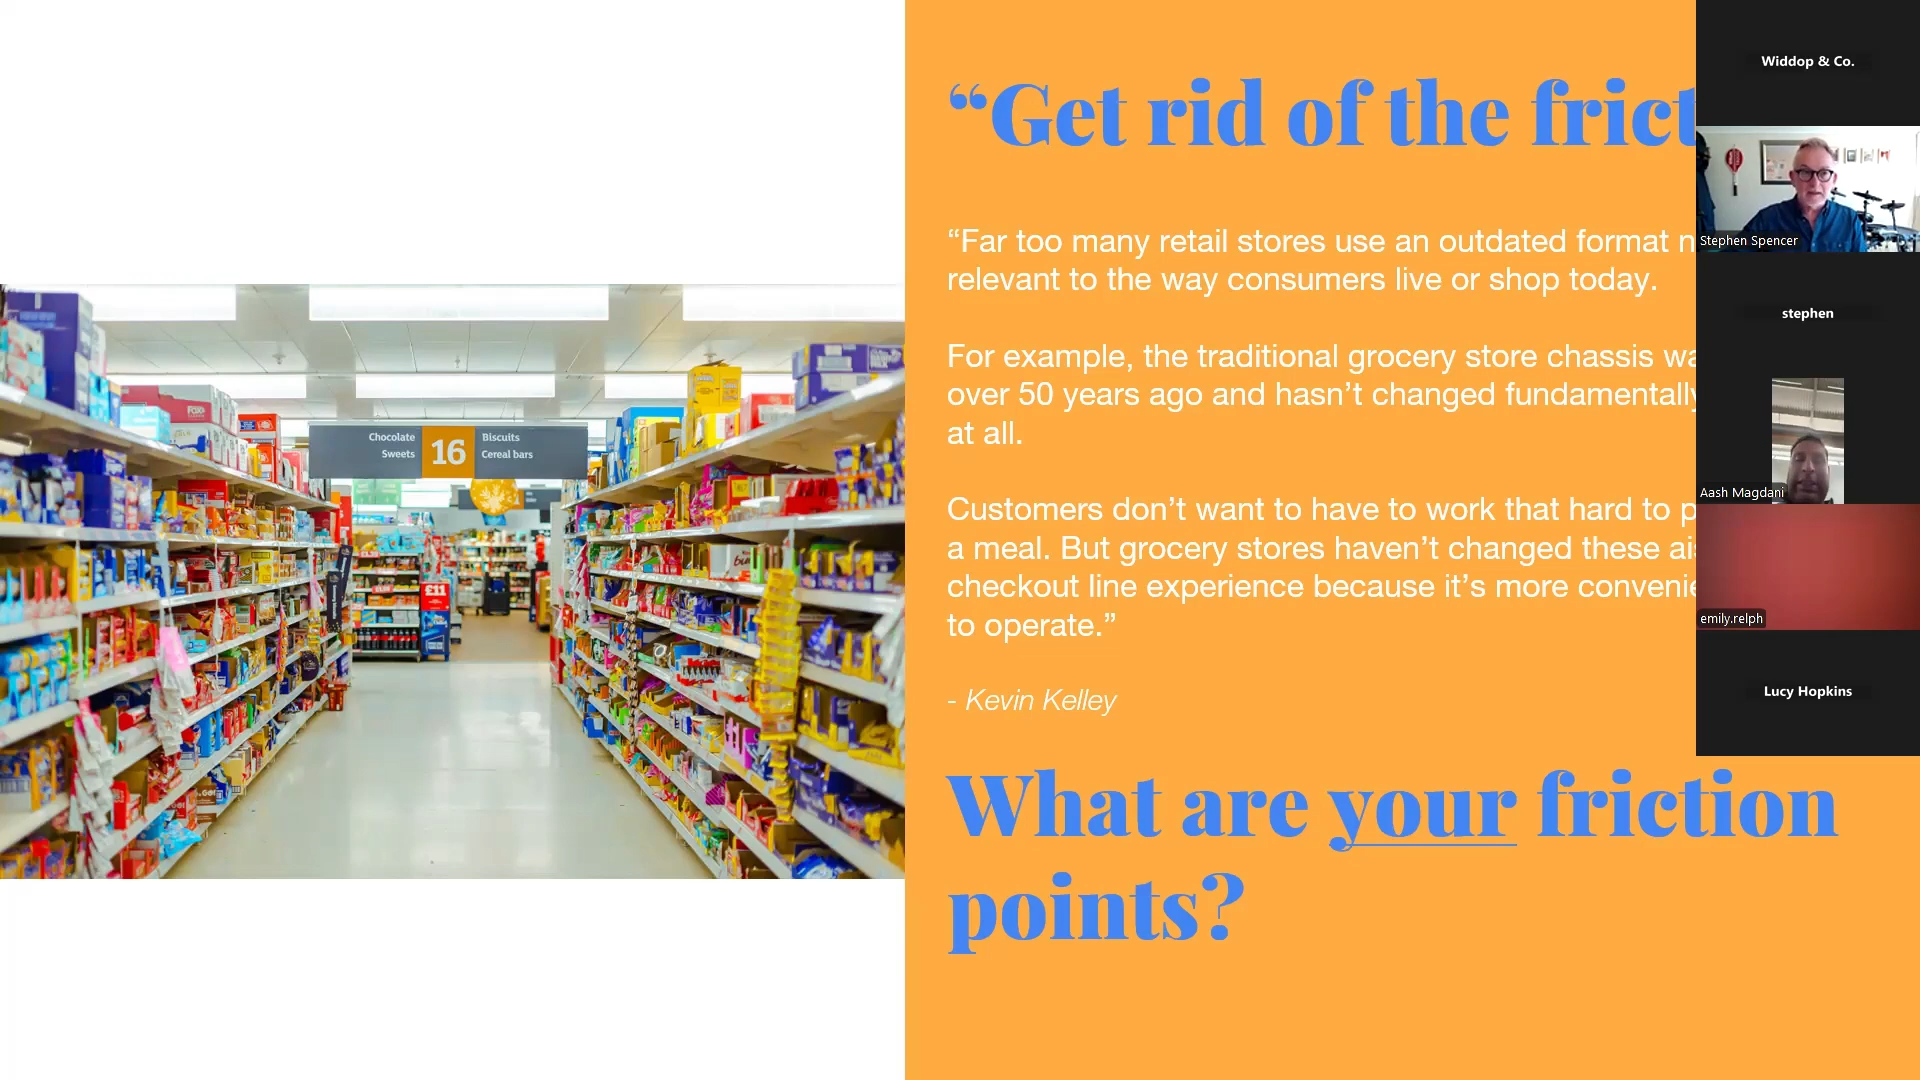 “Get rid of the frict
“Far too many retail stores use an outdated format n
relevant to the way consumers live or shop today.
For example, the traditional grocery store chassis wa
over 50 years ago and hasn’t changed fundamentally
at all.
Customers don’t want to have to work that hard to p
a meal. But grocery stores haven’t changed these ais
checkout line experience because it’s more convenie
to operate.”
- Kevin Kelley
What are your friction
points?
Chocolate
Sweets
16
Biscuits
Cereal bars
£11
Fox's
Widdop & Co.
Stephen Spencer
stephen
Aash Magdani
emily.relph
Lucy Hopkins